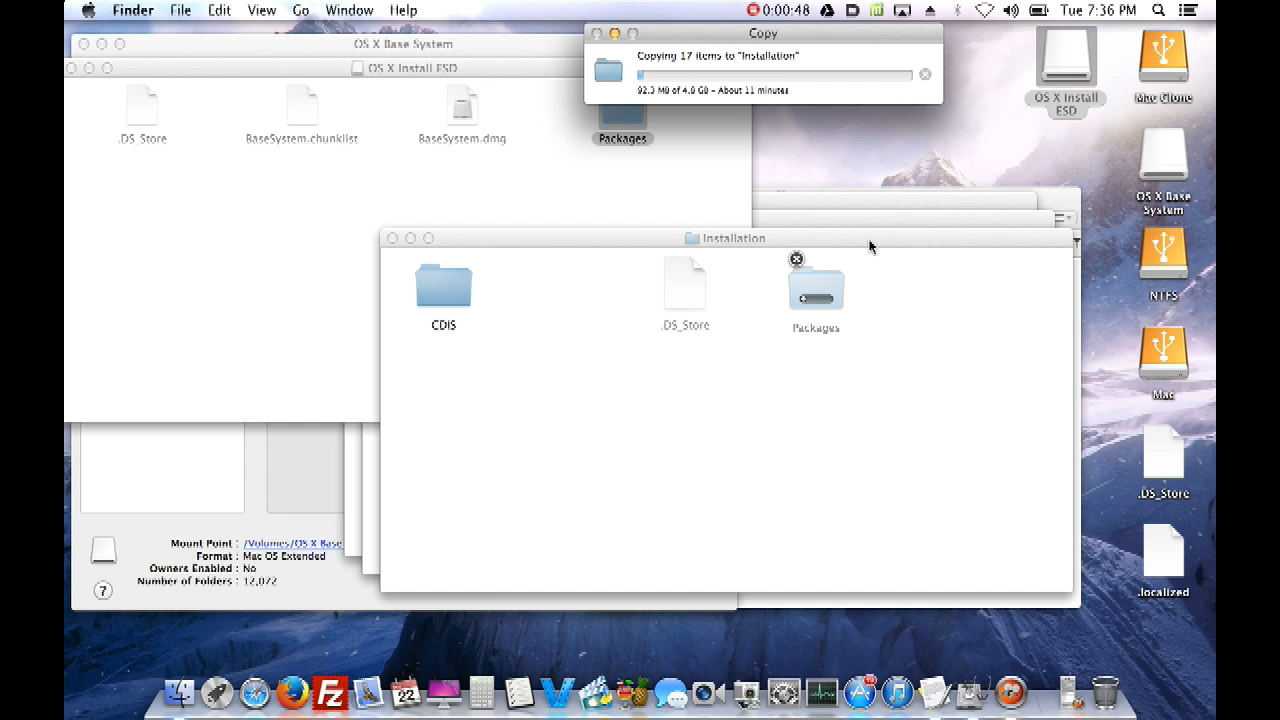 Finder File Edit View Go Window Help
0:00:48 Tue 7:36 PM
OS X Base System
OS X Install ESD
Copy
Copying 17 items to "Installation"
92.3 MB of 4.8 GB - About 11 minutes
.DS_Store
BaseSystem.chunklist
BaseSystem.dmg
Packages
Installation
CDIS
.DS_Store
Packages
OS X Install
ESD
Mac Clone
OS X Base
System
NTFS
Mac
.DS_Store
.localized
Mount Point : /Volumes/OS X Base
Format : Mac OS Extended
Owners Enabled : No
Number of Folders : 12,072
?
Fz
22